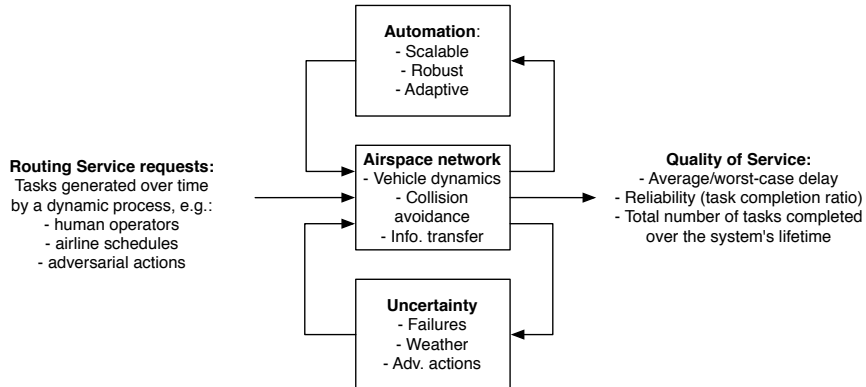 Automation:
- Scalable
- Robust
- Adaptive
Routing Service requests:
Tasks generated over time
by a dynamic process, e.g.:
- human operators
- airline schedules
- adversarial actions
Airspace network
- Vehicle dynamics
- Collision
avoidance
- Info. transfer
Quality of Service:
- Average/worst-case delay
- Reliability (task completion ratio)
- Total number of tasks completed
over the system's lifetime
Uncertainty
- Failures
- Weather
- Adv. actions